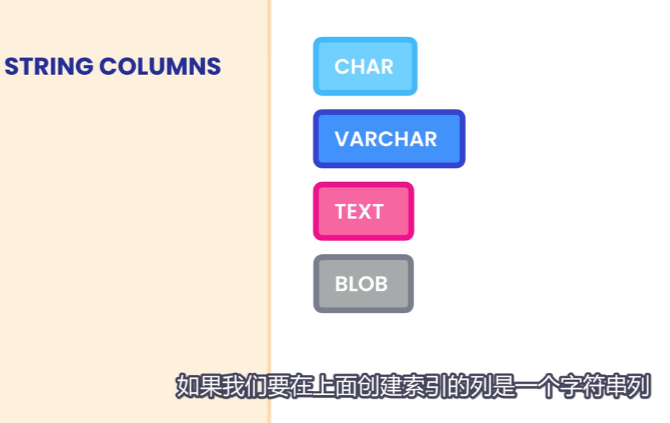 STRING COLUMNS
CHAR
VARCHAR
TEXT
BLOB
如果我们要在上面创建索引的列是一个字符串列